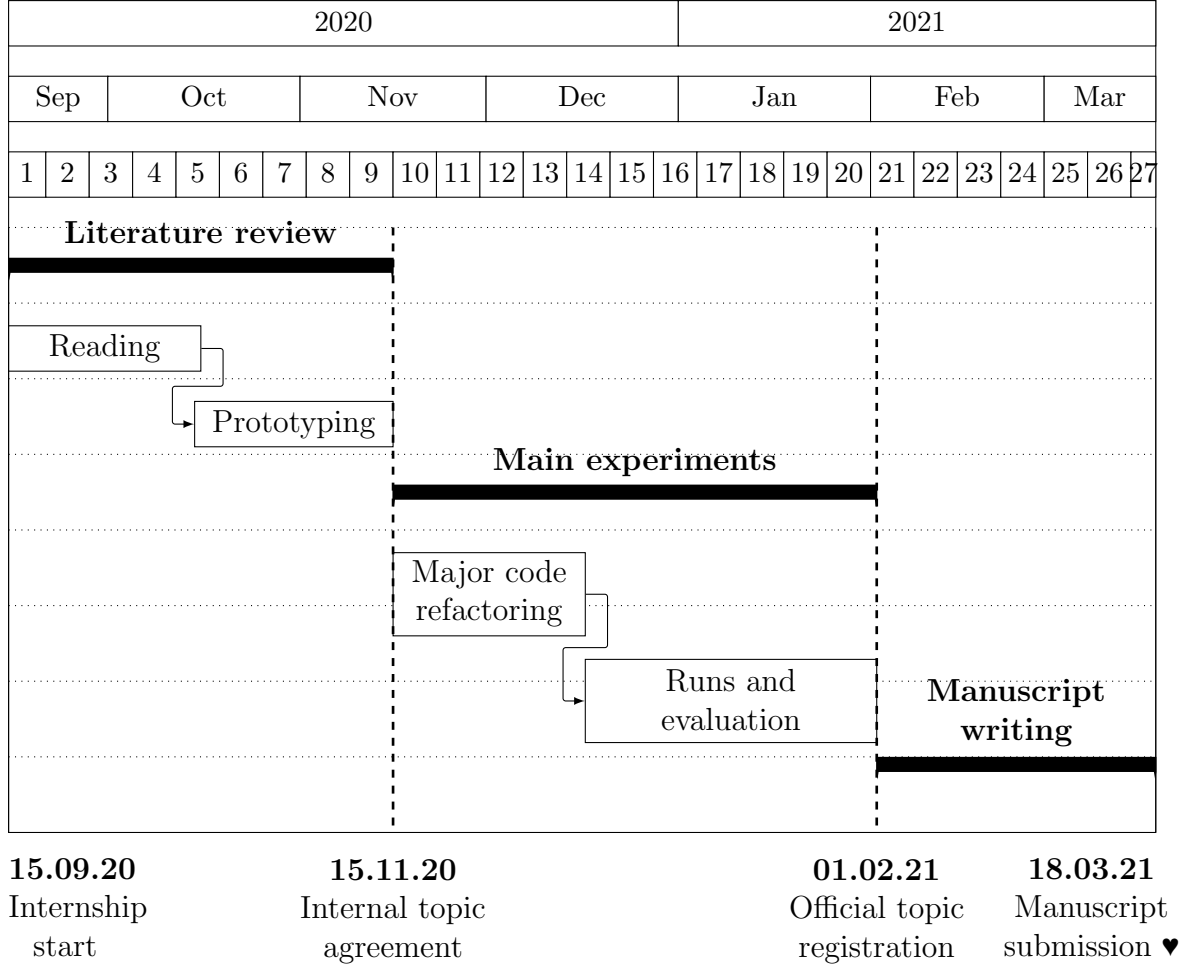 2020 2021
Sep Oct Nov Dec Jan Feb Mar
1 2 3 4 5 6 7 8 9 10 11 12 13 14 15 16 17 18 19 20 21 22 23 24 25 26 27
Literature review
Reading
Prototyping
Main experiments
Major code
refactoring
Runs and
evaluation
Manuscript
writing
15.09.20
Internship
start
15.11.20
Internal topic
agreement
01.02.21
Official topic
registration
18.03.21
Manuscript
submission ♥